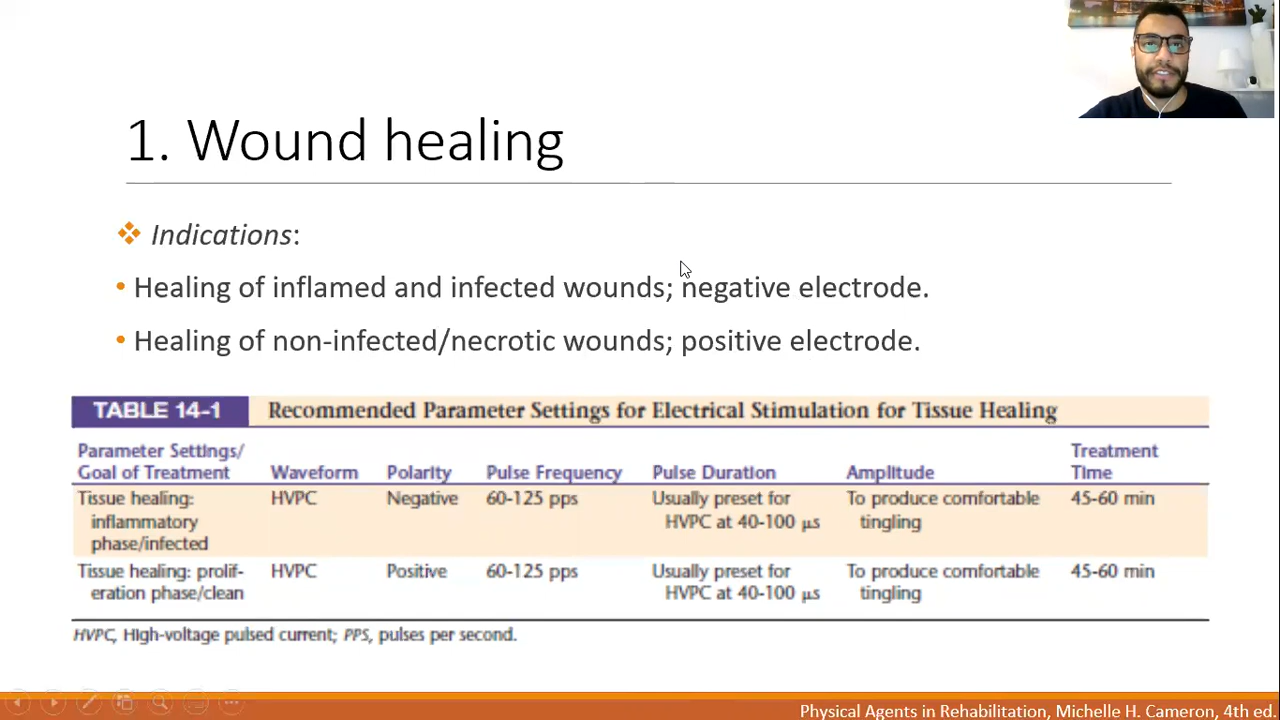 1. Wound healing
Indications:
• Healing of inflamed and infected wounds; negative electrode.
• Healing of non-infected/necrotic wounds; positive electrode.
TABLE 14-1 Recommended Parameter Settings for Electrical Stimulation for Tissue Healing
Parameter Settings/
Goal of Treatment Waveform Polarity Pulse Frequency Pulse Duration Amplitude Treatment Time
Tissue healing: HVPC Negative 60-125 pps Usually preset for To produce comfortable 45-60 min
inflammatory HVPC at 40-100 µs tingling
phase/infected
Tissue healing: prolif- HVPC Positive 60-125 pps Usually preset for To produce comfortable 45-60 min
eration phase/clean HVPC at 40-100 µs tingling
HVPC, High-voltage pulsed current; PPS, pulses per second.
Physical Agents in Rehabilitation, Michelle H. Cameron, 4th ed.